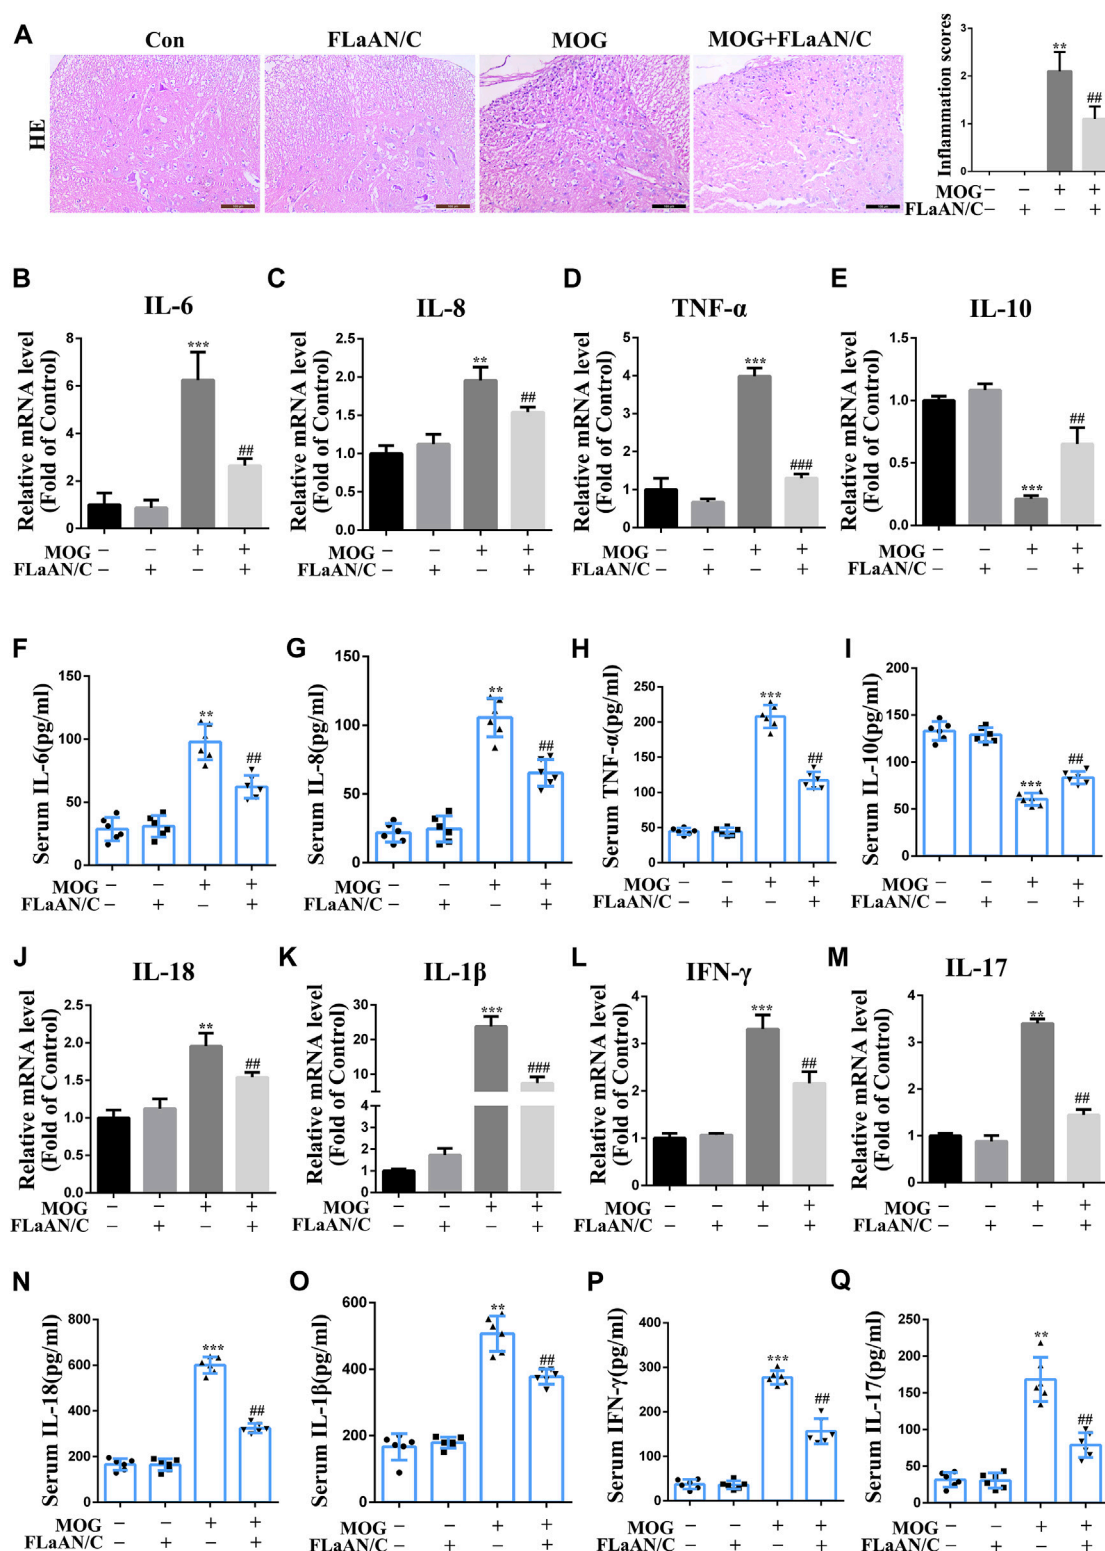 A
Con FLaAN/C MOG MOG+FLaAN/C
HE
Inflammation scores
3
2
1
0
** ##
MOG – – + +
FLaAN/C – + – +
B IL-6
Relative mRNA level
(Fold of Control)
8
6
4
2
0
*** ##
MOG – – + +
FLaAN/C – + – +
C IL-8
Relative mRNA level
(Fold of Control)
2.5
2.0
1.5
1.0
0.5
0.0
** ##
MOG – – + +
FLaAN/C – + – +
D TNF-α
Relative mRNA level
(Fold of Control)
5
4
3
2
1
0
*** ###
MOG – – + +
FLaAN/C – + – +
E IL-10
Relative mRNA level
(Fold of Control)
1.5
1.0
0.5
0.0
*** ##
MOG – – + +
FLaAN/C – + – +
F
Serum IL-6(pg/ml)
150
100
50
0
** ##
MOG – – + +
FLaAN/C – + – +
G
Serum IL-8(pg/ml)
150
100
50
0
** ##
MOG – – + +
FLaAN/C – + – +
H
Serum TNF-α(pg/ml)
250
200
150
100
50
0
*** ##
MOG – – + +
FLaAN/C – + – +
I
Serum IL-10(pg/ml)
200
150
100
50
0
*** ##
MOG – – + +
FLaAN/C – + – +
J IL-18
Relative mRNA level
(Fold of Control)
2.5
2.0
1.5
1.0
0.5
0.0
** ##
MOG – – + +
FLaAN/C – + – +
K IL-1β
Relative mRNA level
(Fold of Control)
30
20
10
4
3
2
1
0
*** ###
MOG – – + +
FLaAN/C – + – +
L IFN-γ
Relative mRNA level
(Fold of Control)
4
3
2
1
0
*** ##
MOG – – + +
FLaAN/C – + – +
M IL-17
Relative mRNA level
(Fold of Control)
4
3
2
1
0
** ##
MOG – – + +
FLaAN/C – + – +
N
Serum IL-18(pg/ml)
800
600
400
200
0
*** ##
MOG – – + +
FLaAN/C – + – +
O
Serum IL-1β(pg/ml)
600
400
200
0
** ##
MOG – – + +
FLaAN/C – + – +
P
Serum IFN-γ(pg/ml)
400
300
200
100
0
*** ##
MOG – – + +
FLaAN/C – + – +
Q
Serum IL-17(pg/ml)
250
200
150
100
50
0
** ##
MOG – – + +
FLaAN/C – + – +